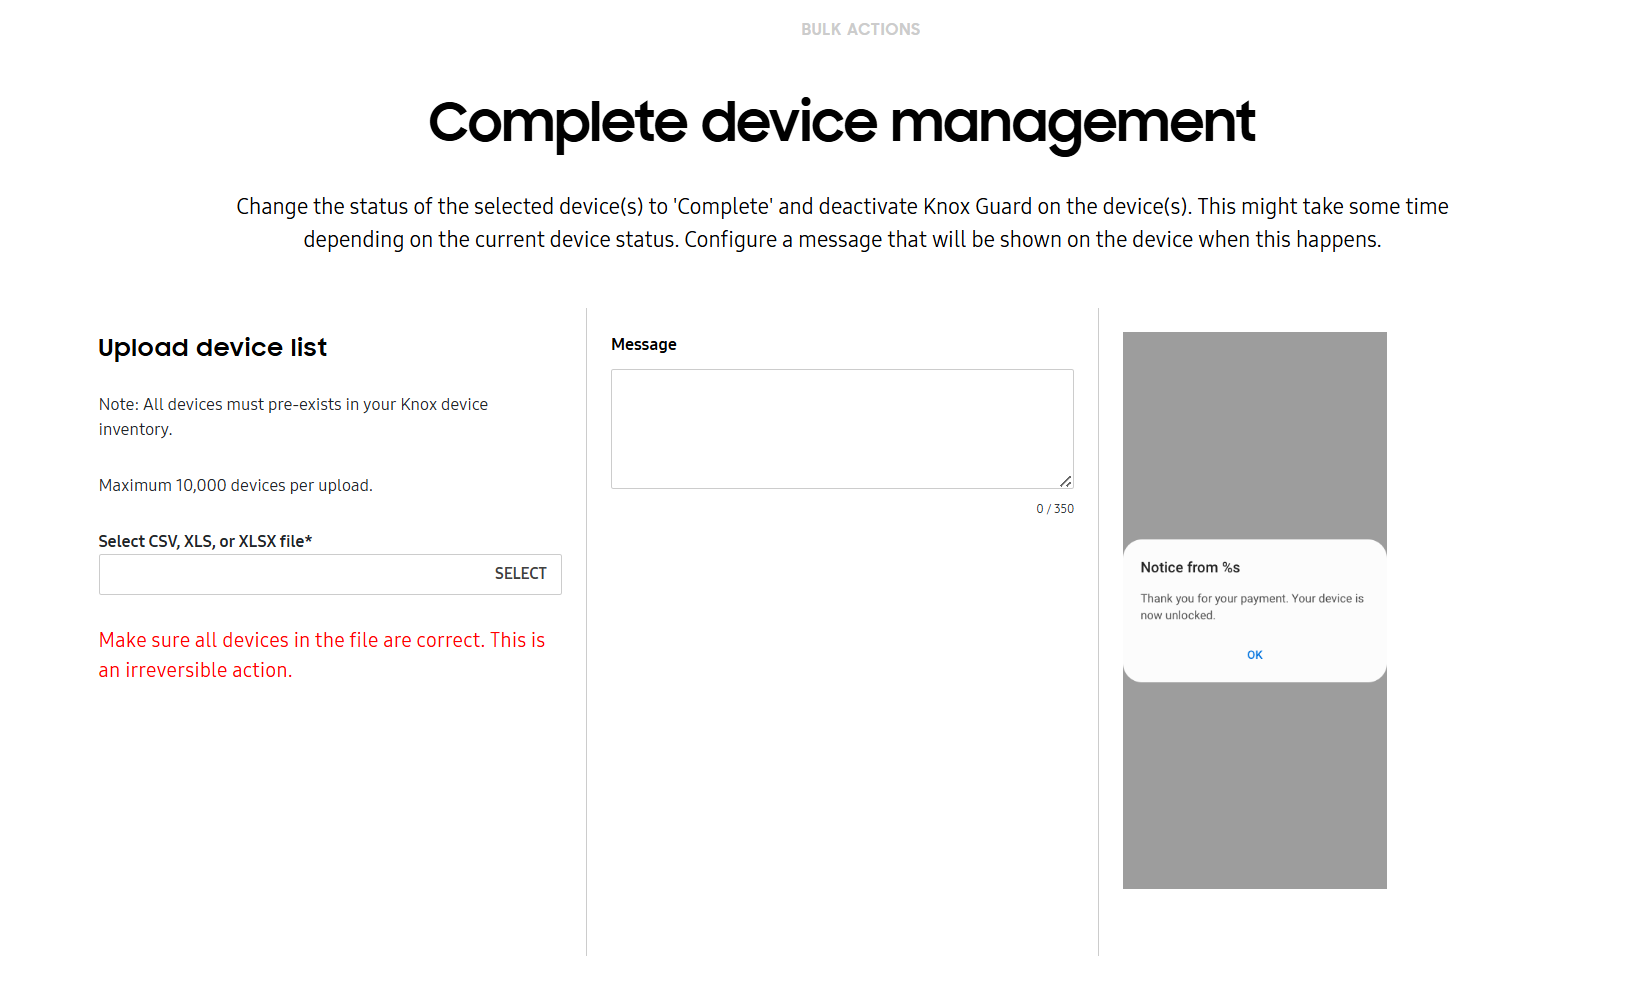 BULK ACTIONS
Complete device management
Change the status of the selected device(s) to 'Complete' and deactivate Knox Guard on the device(s). This might take some time
depending on the current device status. Configure a message that will be shown on the device when this happens.
Upload device list
Note: All devices must pre-exists in your Knox device
inventory.
Maximum 10,000 devices per upload.
Select CSV, XLS, or XLSX file*
SELECT
Make sure all devices in the file are correct. This is
an irreversible action.
Message
0 / 350
Notice from %s
Thank you for your payment. Your device is
now unlocked.
OK